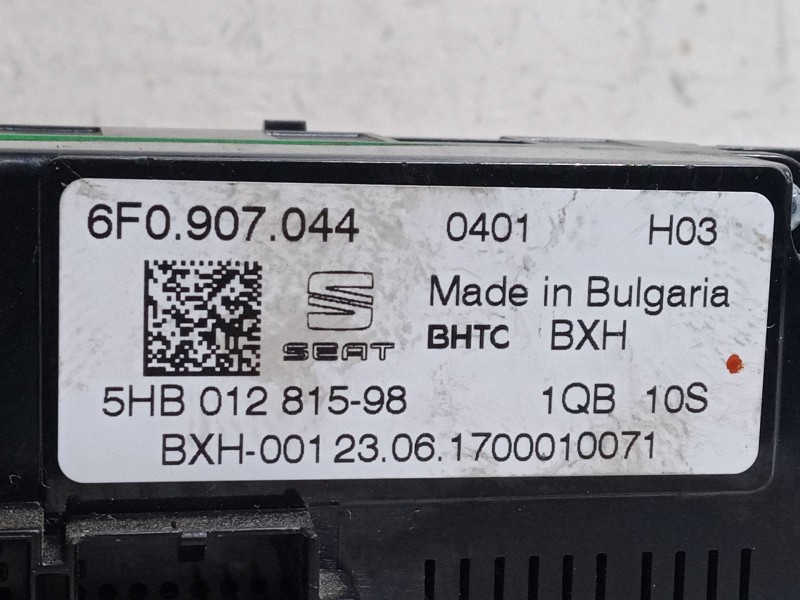 6F0.907.044 0401 H03
SEAT Made in Bulgaria
BHTC BXH
5HB 012 815-98 1QB 10S
BXH-001 23.06.1700010071